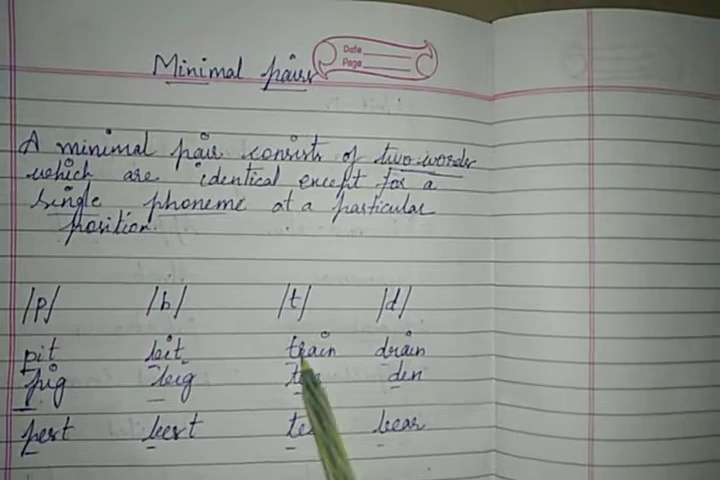 Minimal pairs
Date
Page
A minimal pair consists of two words
which are identical except for a
single phoneme at a particular
position.
/p/ /b/ /t/ /d/
pit bit train drain
pig big den
pest best bear